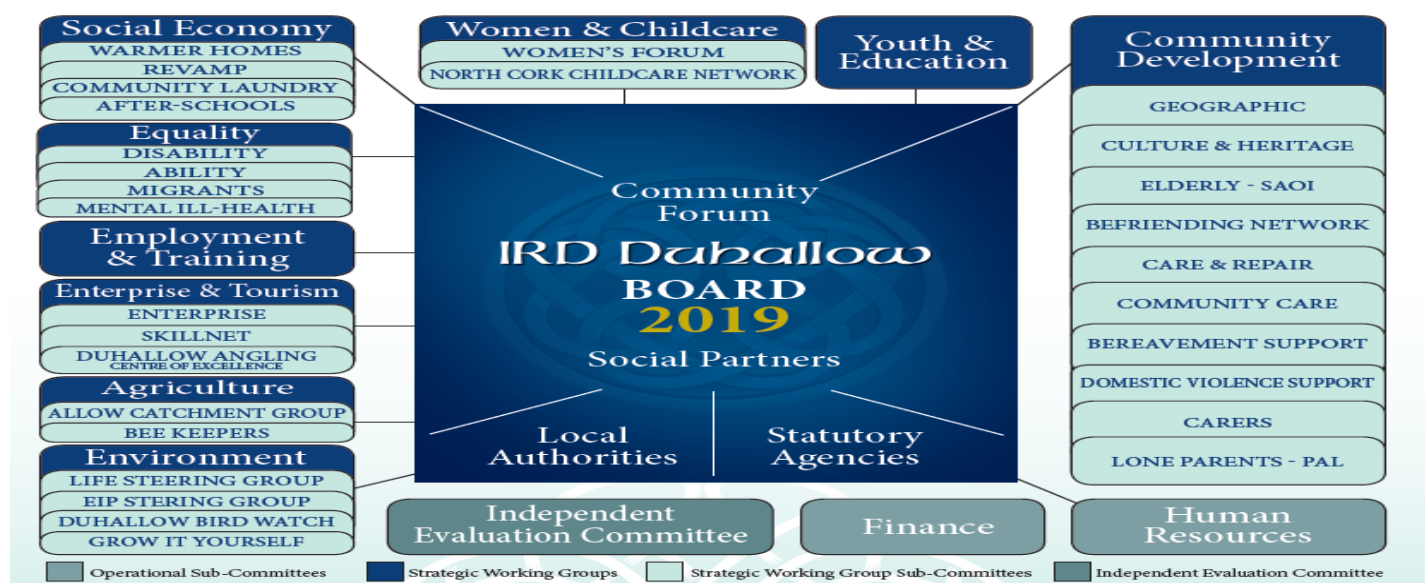 Social Economy
WARMER HOMES
REVAMP
COMMUNITY LAUNDRY
AFTER-SCHOOLS
Equality
DISABILITY
ABILITY
MIGRANTS
MENTAL ILL-HEALTH
Employment
& Training
Enterprise & Tourism
ENTERPRISE
SKILLNET
DUHALLOW ANGLING
CENTRE OF EXCELLENCE
Agriculture
ALLOW CATCHMENT GROUP
BEE KEEPERS
Environment
LIFE STEERING GROUP
EIP STERING GROUP
DUHALLOW BIRD WATCH
GROW IT YOURSELF
Women & Childcare
WOMEN'S FORUM
NORTH CORK CHILDCARE NETWORK
Youth &
Education
Community
Forum
IRD Duhallow
BOARD
2019
Social Partners
Local
Authorities
Statutory
Agencies
Community
Development
GEOGRAPHIC
CULTURE & HERITAGE
ELDERLY - SAOI
BEFRIENDING NETWORK
CARE & REPAIR
COMMUNITY CARE
BEREAVEMENT SUPPORT
DOMESTIC VIOLENCE SUPPORT
CARERS
LONE PARENTS - PAL
Independent
Evaluation Committee
Finance
Human
Resources
Operational Sub-Committees
Strategic Working Groups
Strategic Working Group Sub-Committees
Independent Evaluation Committee